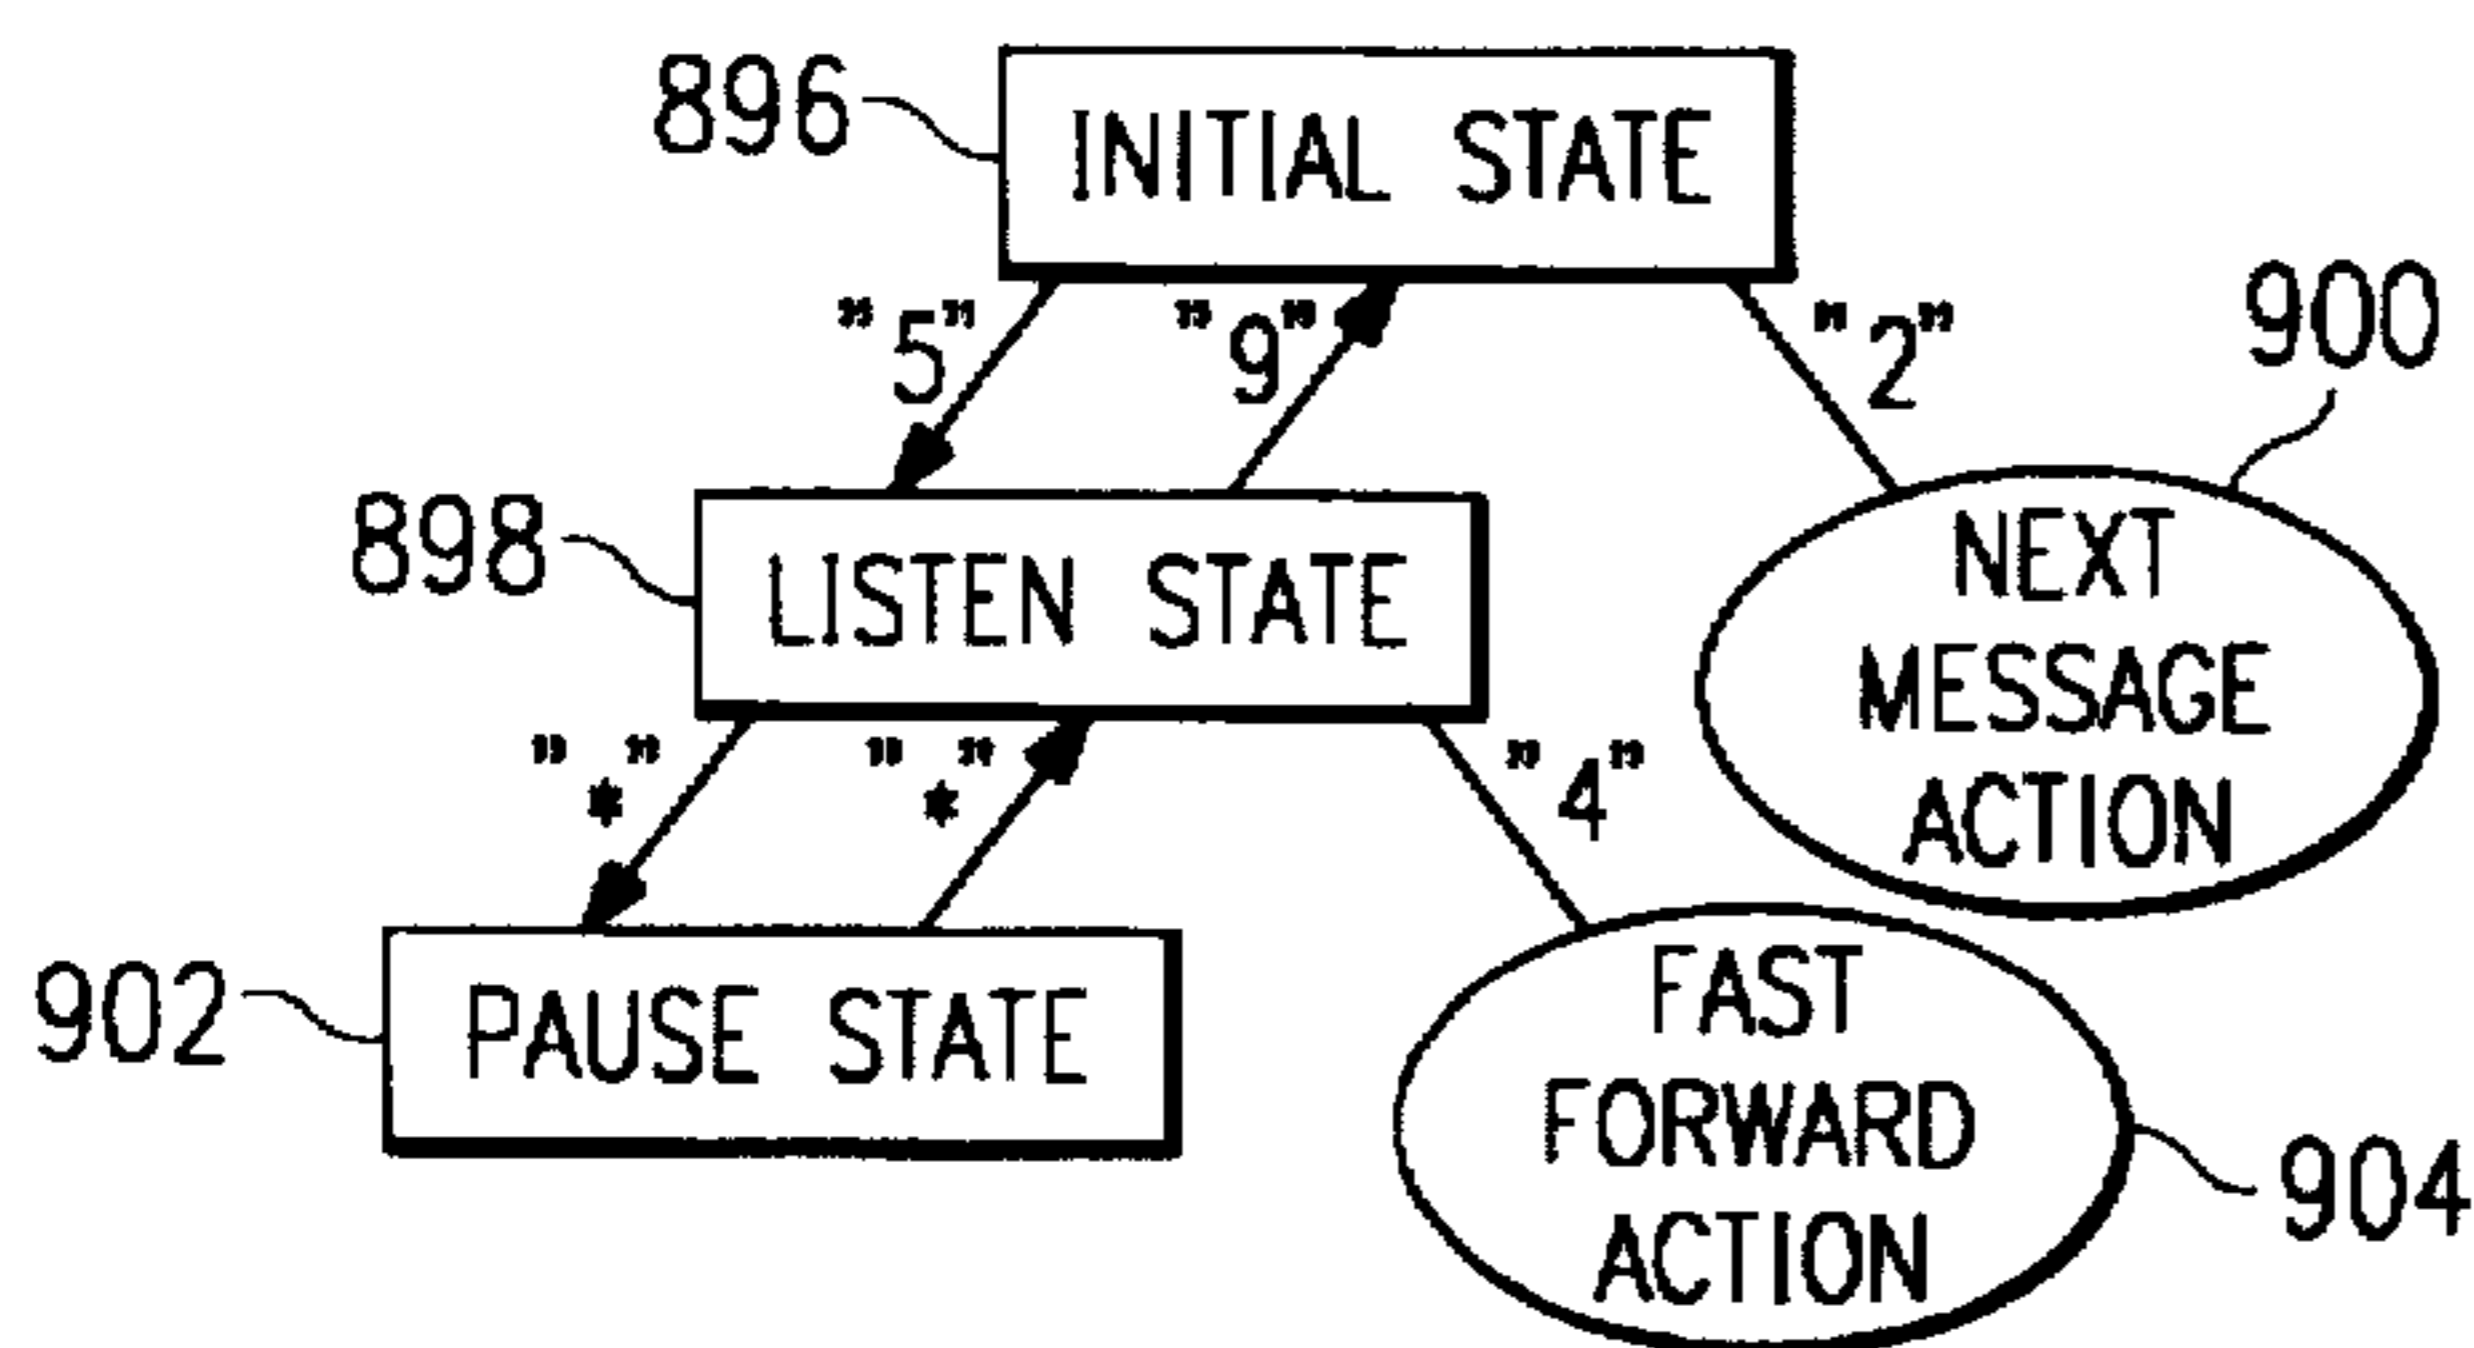 896
INITIAL STATE
"5"
"9"
"2"
900
898
LISTEN STATE
NEXT
MESSAGE
ACTION
"*"
"*"
"4"
902
PAUSE STATE
FAST
FORWARD
ACTION
904